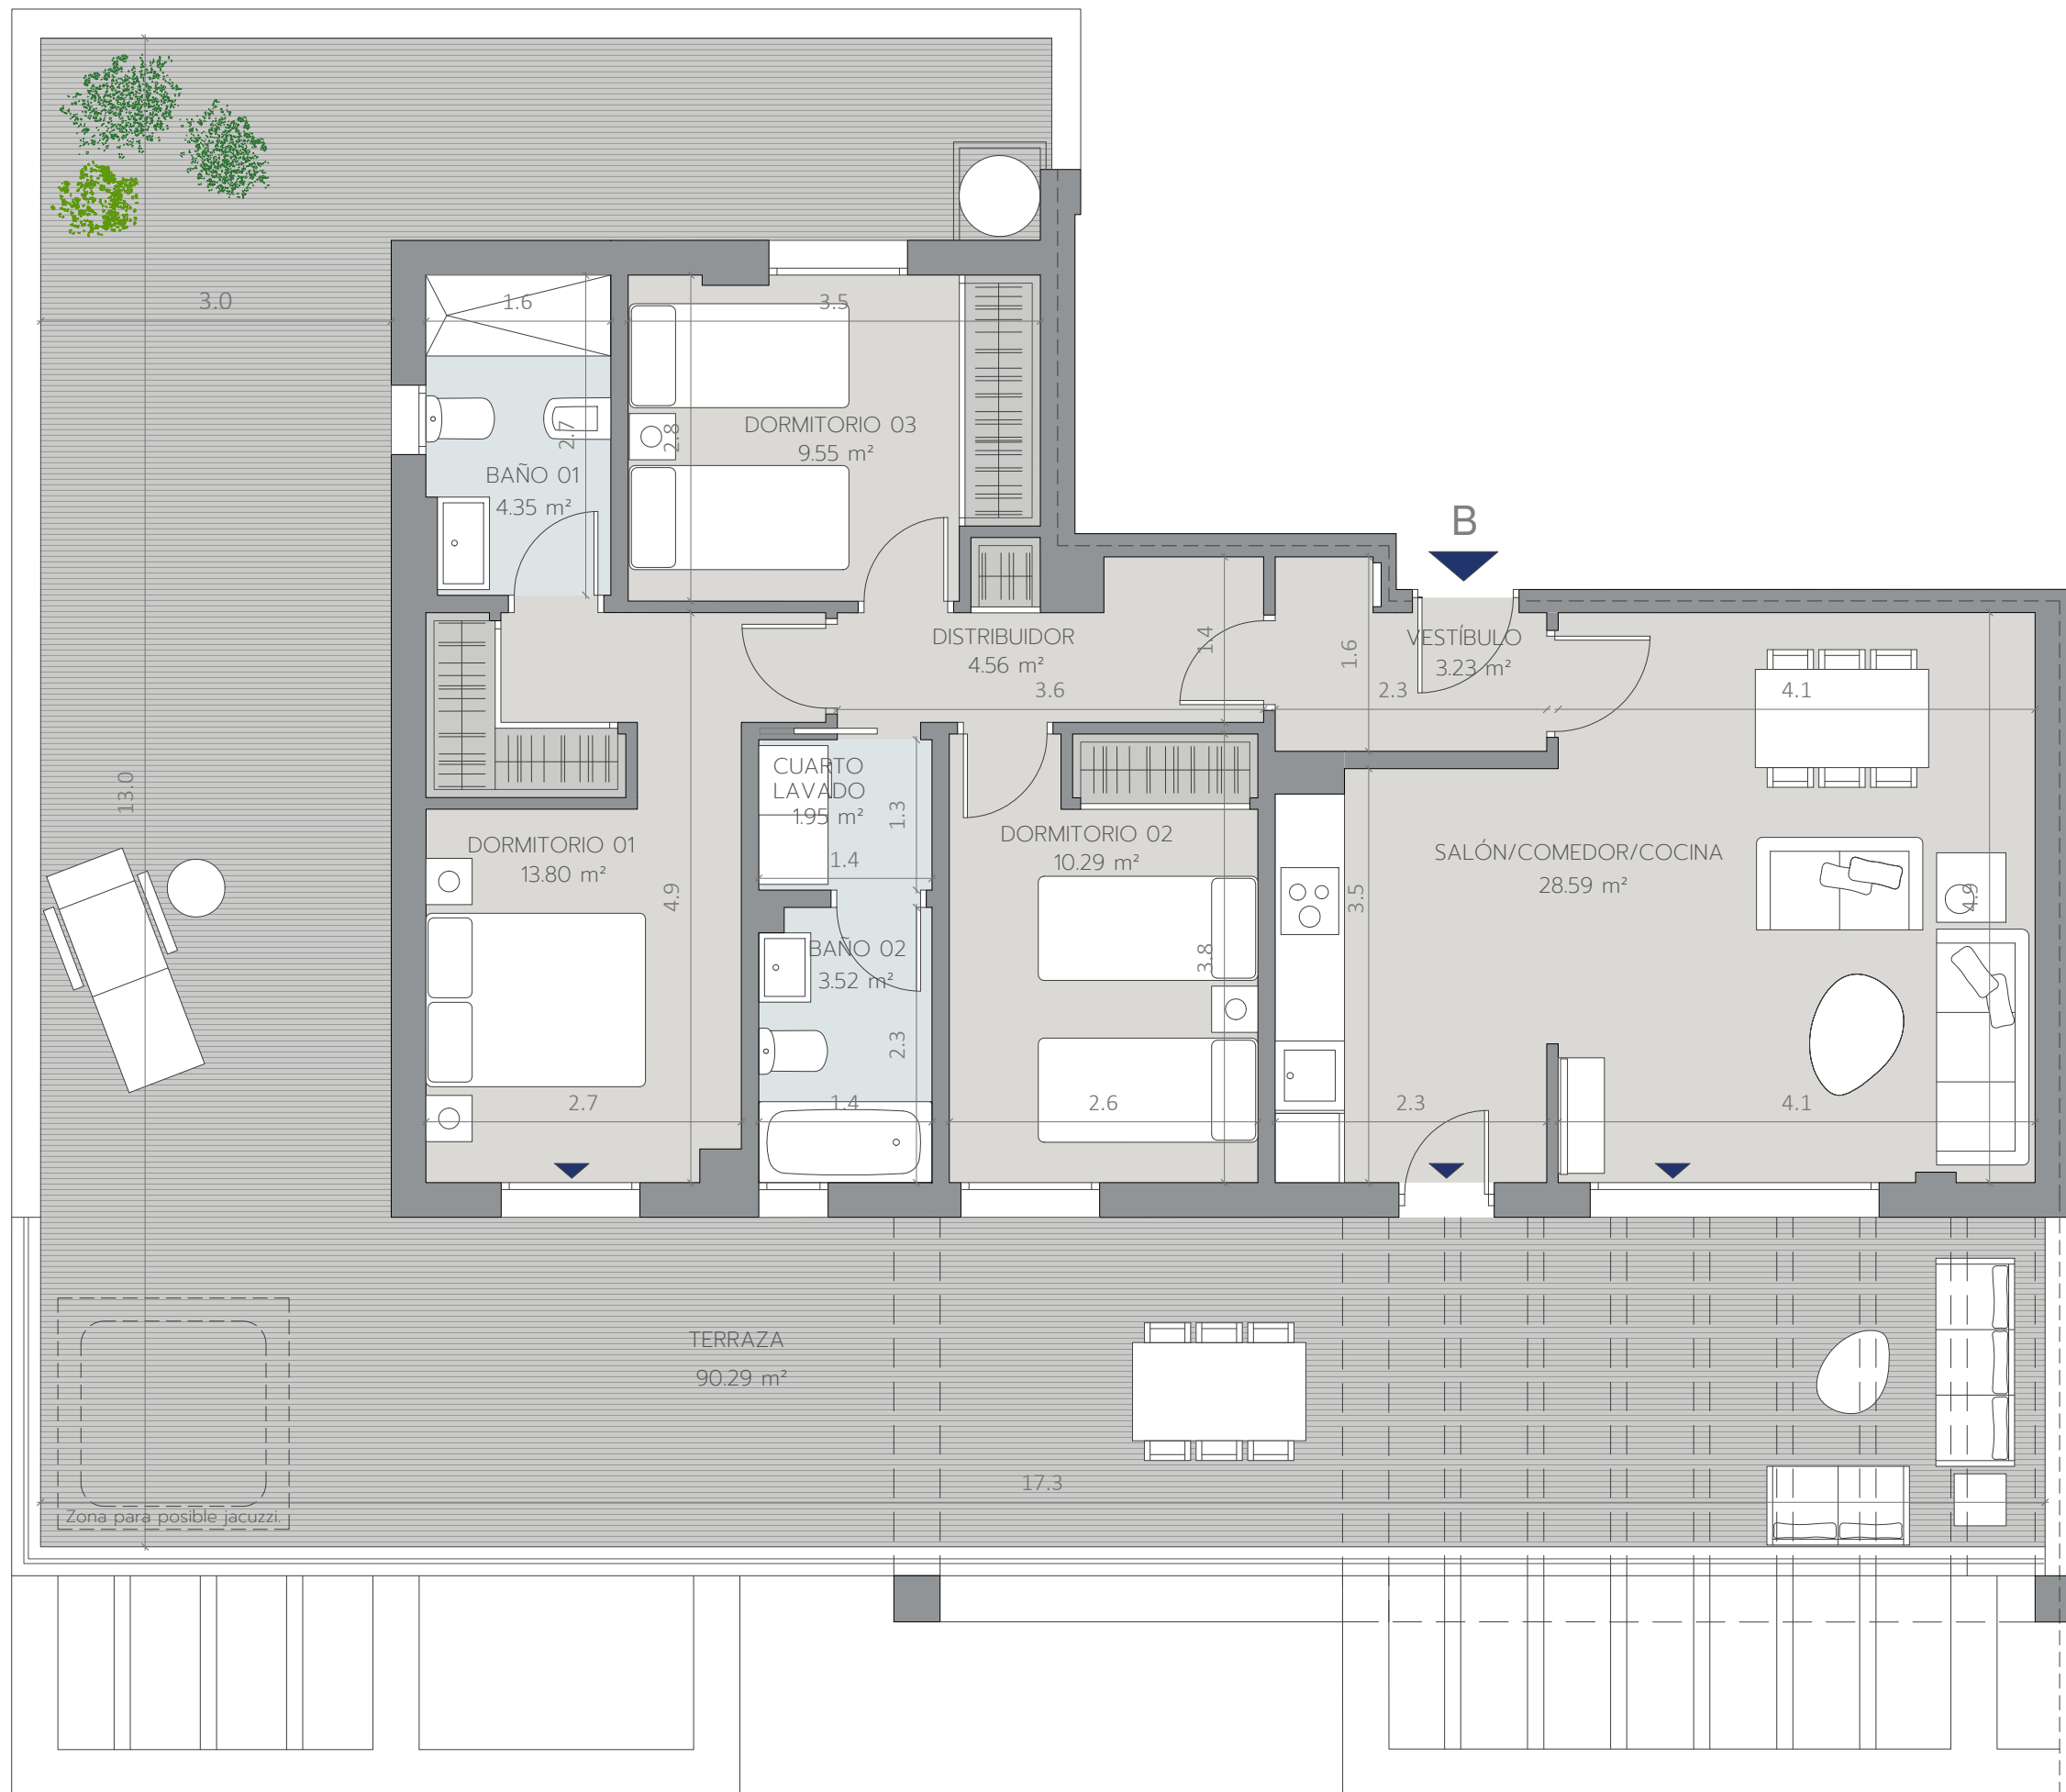 3.0
1.6
3.5
DORMITORIO 03
9.55 m²
2.7
2.8
BAÑO 01
4.35 m²
B
DISTRIBUIDOR
4.56 m²
1.4
3.6
1.6
VESTÍBULO
3.23 m²
2.3
4.1
13.0
CUARTO
LAVADO
1.95 m²
1.3
1.4
DORMITORIO 01
13.80 m²
4.9
DORMITORIO 02
10.29 m²
3.8
SALÓN/COMEDOR/COCINA
28.59 m²
3.5
4.9
BAÑO 02
3.52 m²
2.3
2.7
1.4
2.6
2.3
4.1
TERRAZA
90.29 m²
17.3
Zona para posible jacuzzi.